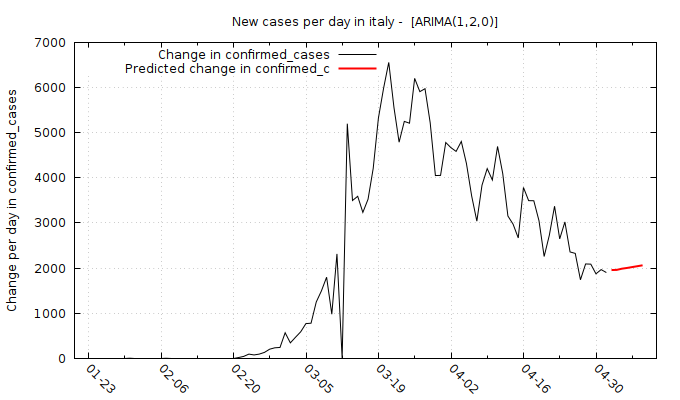 New cases per day in italy -  [ARIMA(1,2,0)]
Change in confirmed_cases
Predicted change in confirmed_c
Change per day in confirmed_cases
7000
6000
5000
4000
3000
2000
1000
0
01-23 02-06 02-20 03-05 03-19 04-02 04-16 04-30